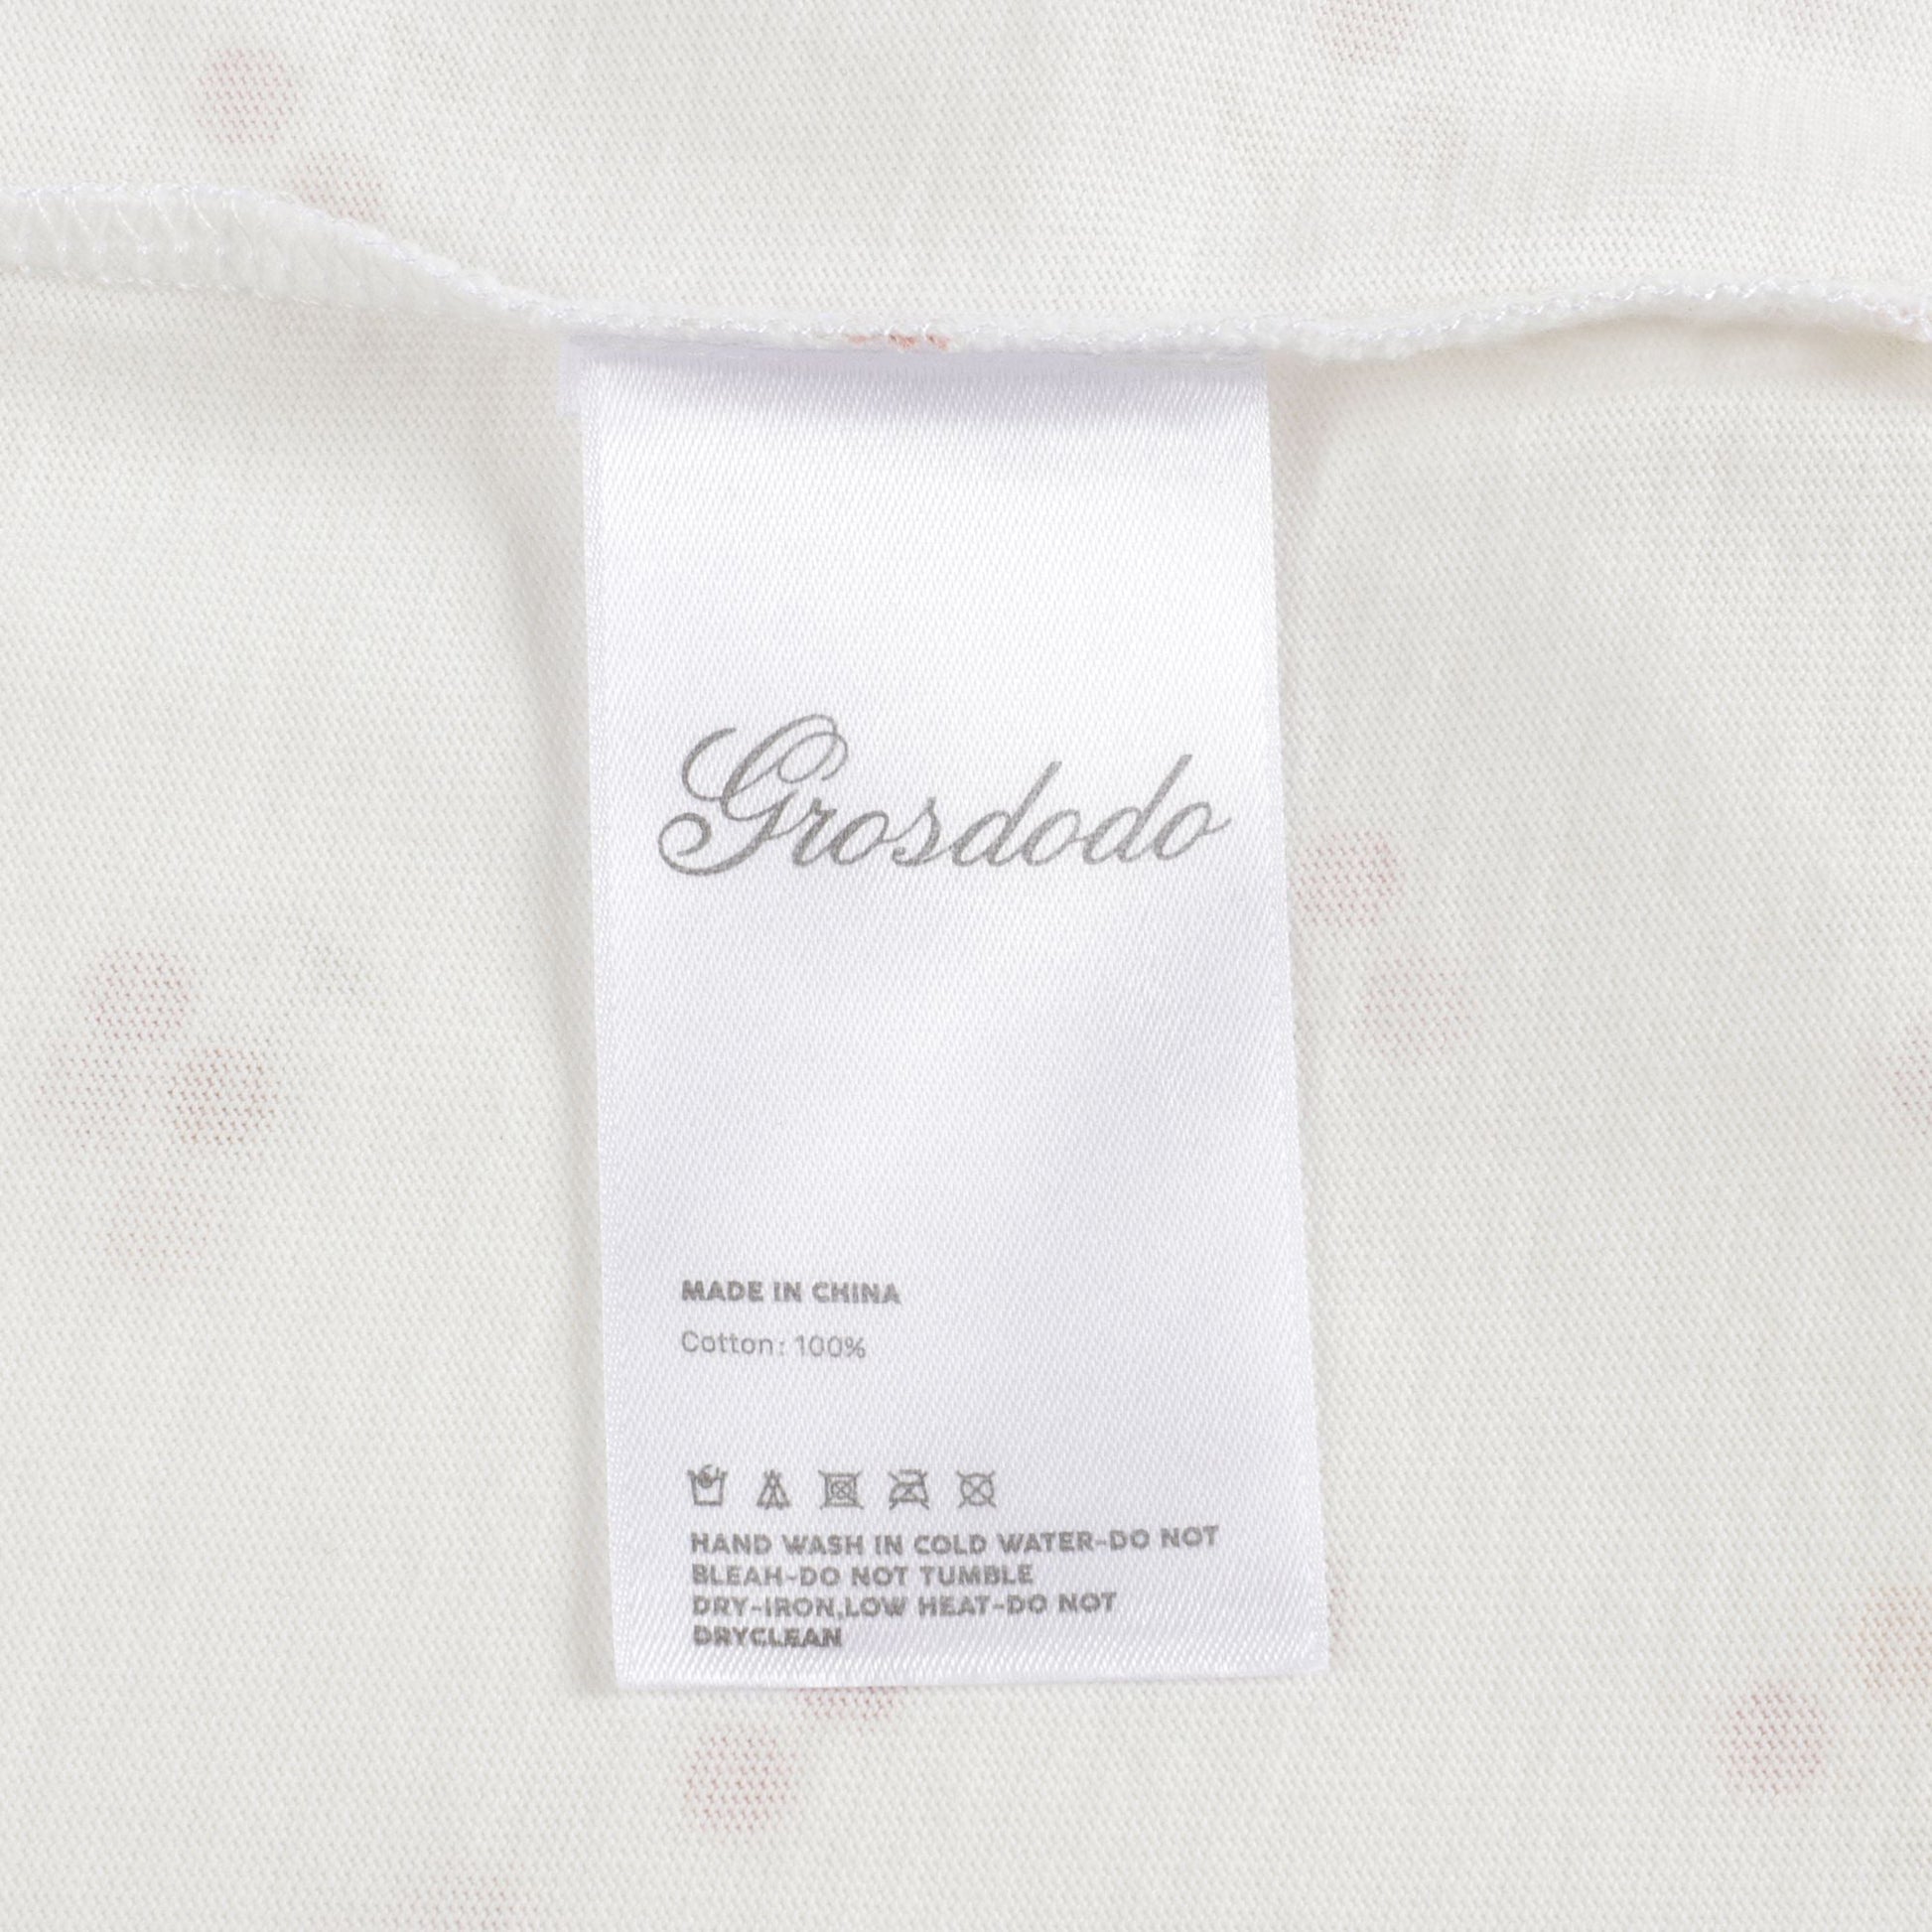 Grosdodo
MADE IN CHINA
Cotton: 100%
HAND WASH IN COLD WATER-DO NOT
BLEAH-DO NOT TUMBLE
DRY-IRON,LOW HEAT-DO NOT
DRYCLEAN